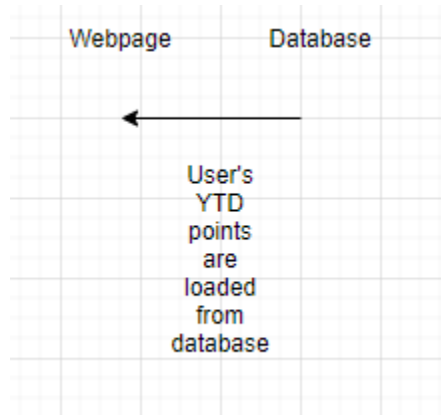 Webpage Database
User's
YTD
points
are
loaded
from
database